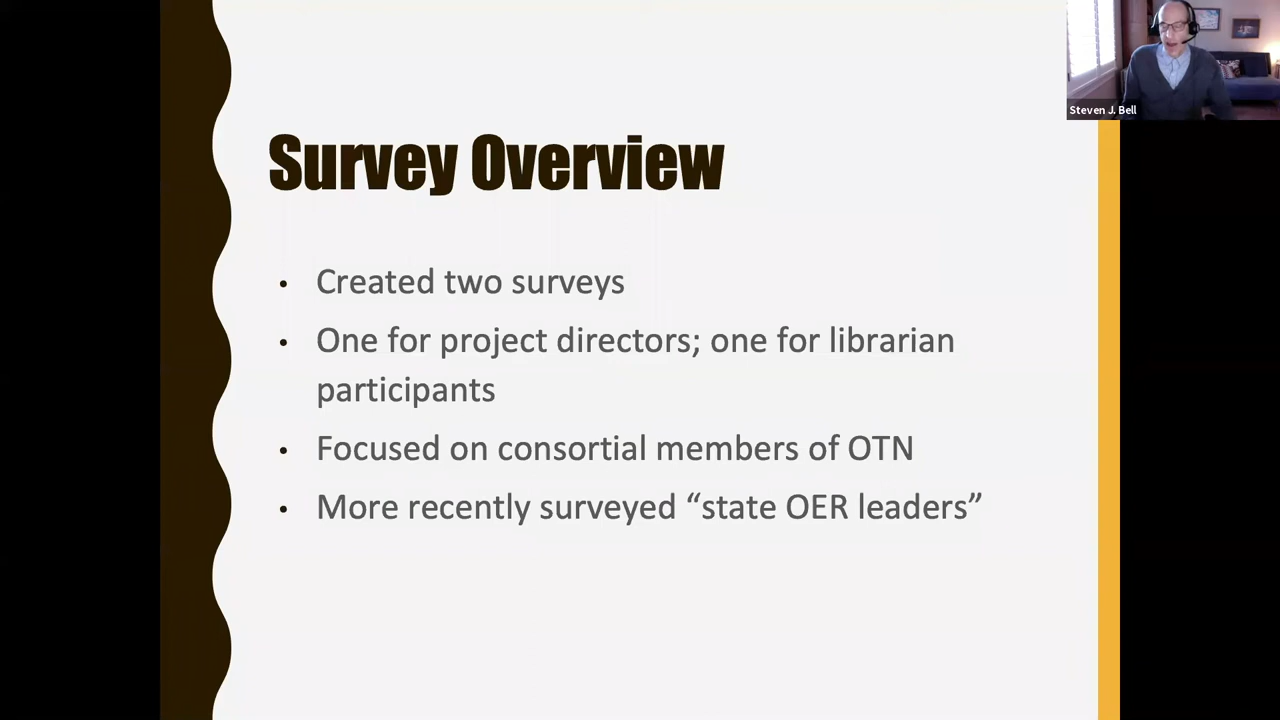 Steven J. Bell
Survey Overview
• Created two surveys
• One for project directors; one for librarian
participants
• Focused on consortial members of OTN
• More recently surveyed “state OER leaders”